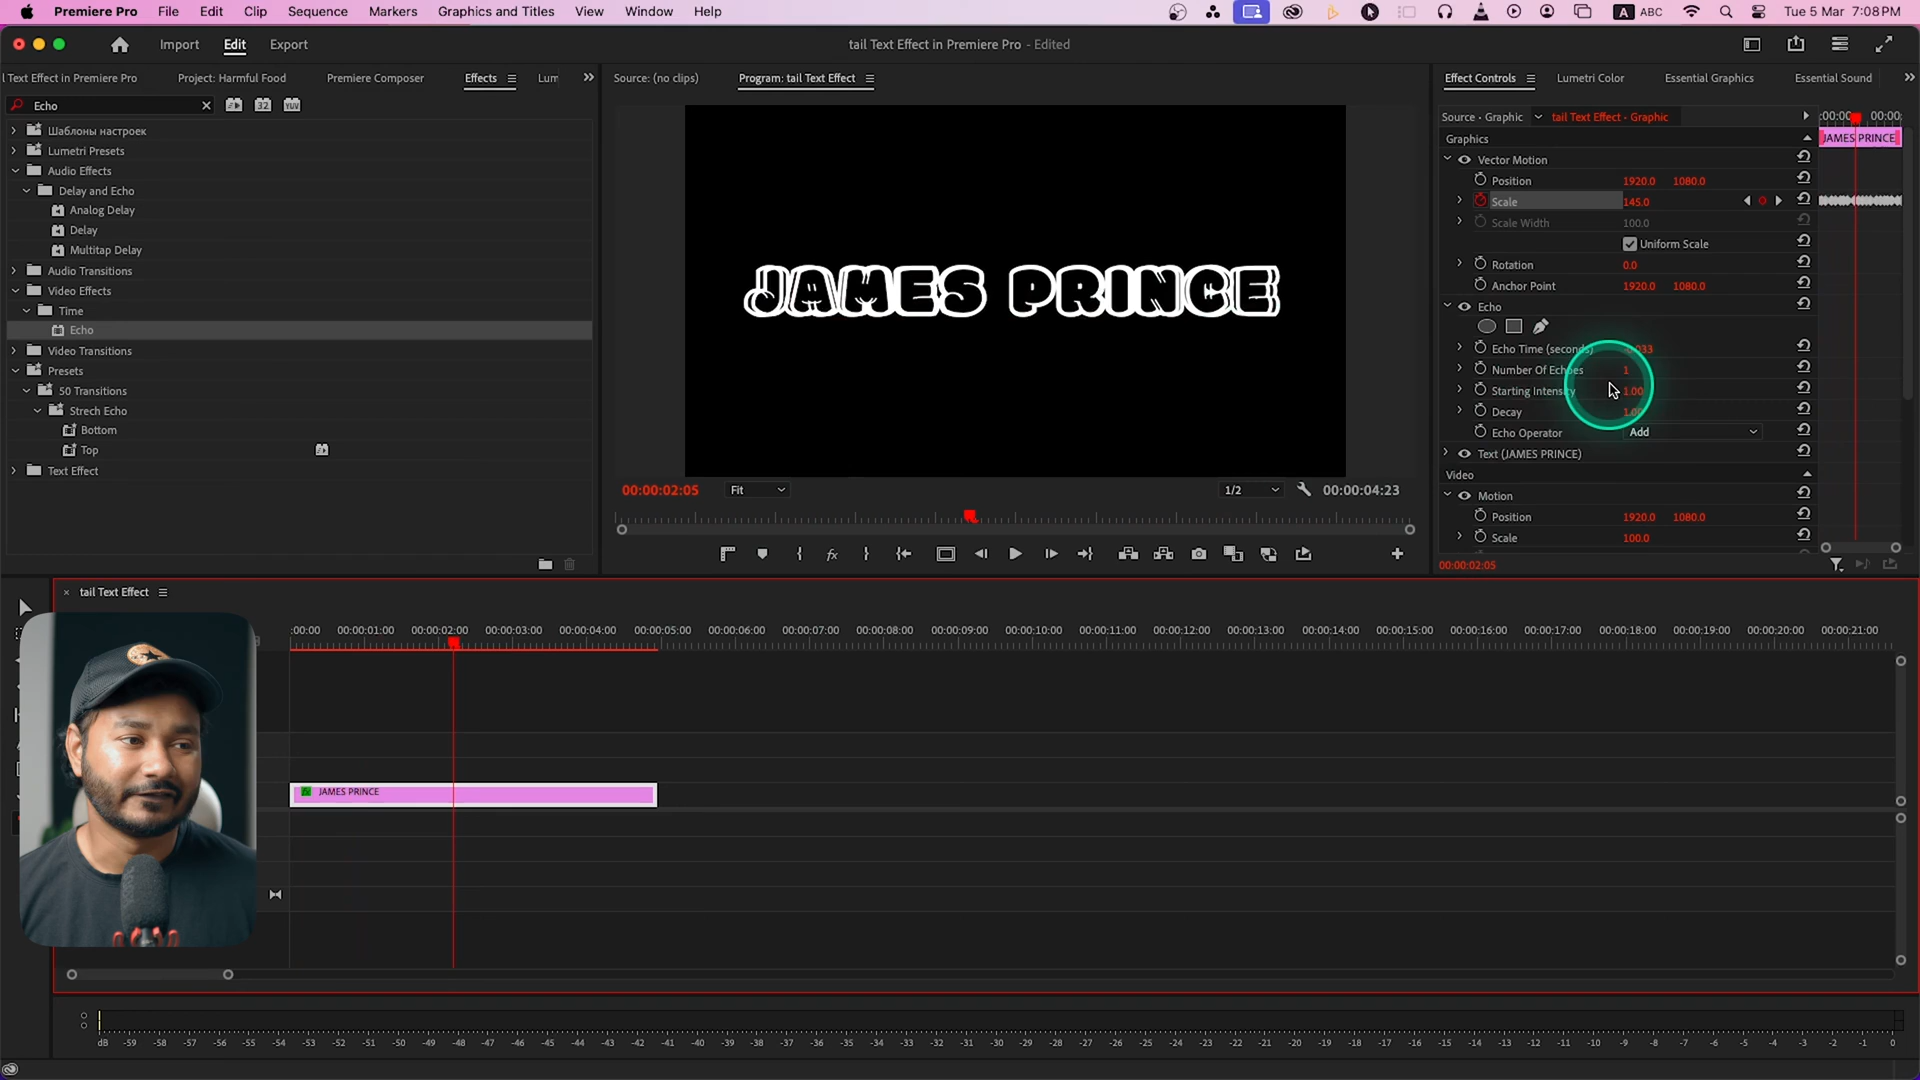 Premiere Pro File Edit Clip Sequence Markers Graphics and Titles View Window Help A ABC Tue 5 Mar 7:08 PM
Import Edit Export tail Text Effect in Premiere Pro - Edited
l Text Effect in Premiere Pro Project: Harmful Food Premiere Composer Effects Lum
Echo
32 YUV
Шаблоны настроек
Lumetri Presets
Audio Effects
Delay and Echo
Analog Delay
Delay
Multitap Delay
Audio Transitions
Video Effects
Time
Echo
Video Transitions
Presets
50 Transitions
Strech Echo
Bottom
Top
Text Effect
Source: (no clips) Program: tail Text Effect
JAMES PRINCE
00:00:02:05 Fit 1/2 00:00:04:23
fx
Effect Controls Lumetri Color Essential Graphics Essential Sound
Source · Graphic tail Text Effect · Graphic :00:00 00:00:
Graphics JAMES PRINCE
Vector Motion
Position 1920.0 1080.0
Scale 145.0
Scale Width 100.0
Uniform Scale
Rotation 0.0
Anchor Point 1920.0 1080.0
Echo
Echo Time (seconds) -0.033
Number Of Echoes 1
Starting Intensity 1.00
Decay 1.00
Echo Operator Add
Text (JAMES PRINCE)
Video
Motion
Position 1920.0 1080.0
Scale 100.0
00:00:02:05
tail Text Effect
:00:00 00:00:01:00 00:00:02:00 00:00:03:00 00:00:04:00 00:00:05:00 00:00:06:00 00:00:07:00 00:00:08:00 00:00:09:00 00:00:10:00 00:00:11:00 00:00:12:00 00:00:13:00 00:00:14:00 00:00:15:00 00:00:16:00 00:00:17:00 00:00:18:00 00:00:19:00 00:00:20:00 00:00:21:00
JAMES PRINCE
dB -59 -57 -56 -55 -54 -53 -52 -51 -50 -49 -48 -47 -46 -45 -44 -43 -42 -41 -40 -39 -38 -37 -36 -35 -34 -33 -32 -31 -30 -29 -28 -27 -26 -25 -24 -23 -22 -21 -20 -19 -18 -17 -16 -15 -14 -13 -12 -11 -10 -9 -8 -7 -6 -5 -4 -3 -2 -1 0